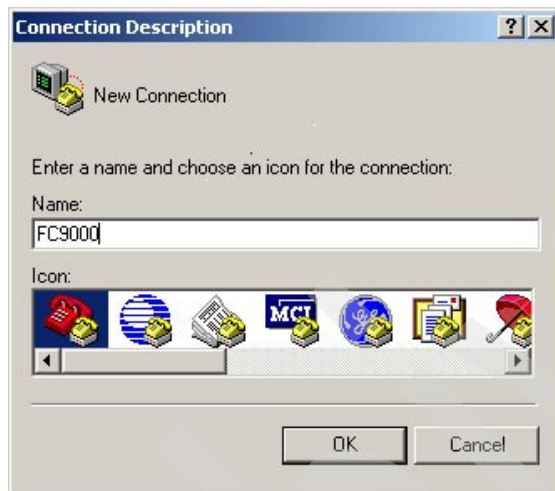 Connection Description
New Connection
Enter a name and choose an icon for the connection:
Name:
FC9000
Icon:
MCI
OK
Cancel